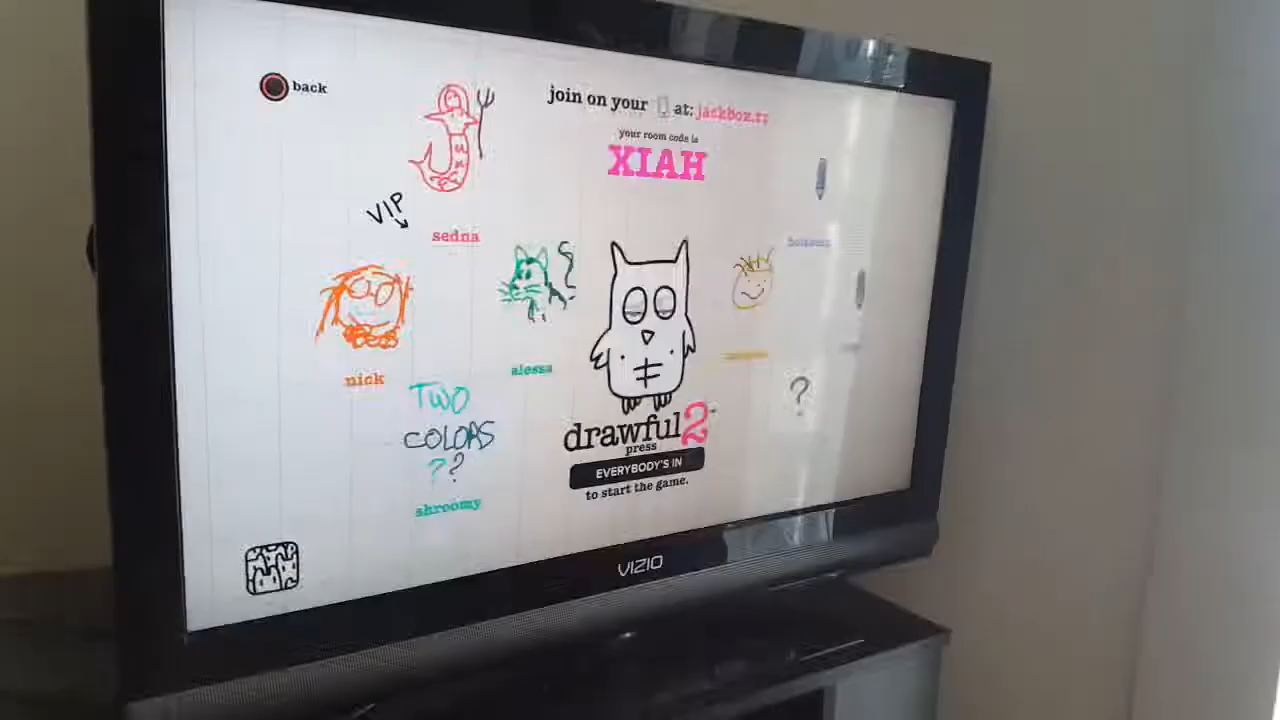 back
join on your at: jackbox.tv
your room code is
XIAH
VIP
sedna
nick
alessa
TWO
COLORS
??
shroomy
?
drawful 2
press
EVERYBODY'S IN
to start the game.
VIZIO